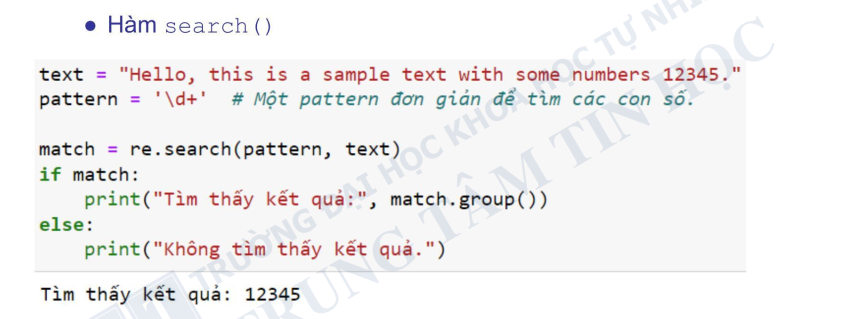 ● Hàm search()
text = "Hello, this is a sample text with some numbers 12345."
pattern = '\d+'  # Một pattern đơn giản để tìm các con số.
match = re.search(pattern, text)
if match:
    print("Tìm thấy kết quả:", match.group())
else:
    print("Không tìm thấy kết quả.")
Tìm thấy kết quả: 12345
TRƯỜNG ĐẠI HỌC KHOA HỌC TỰ NHI
TRUNG TÂM TIN HỌC